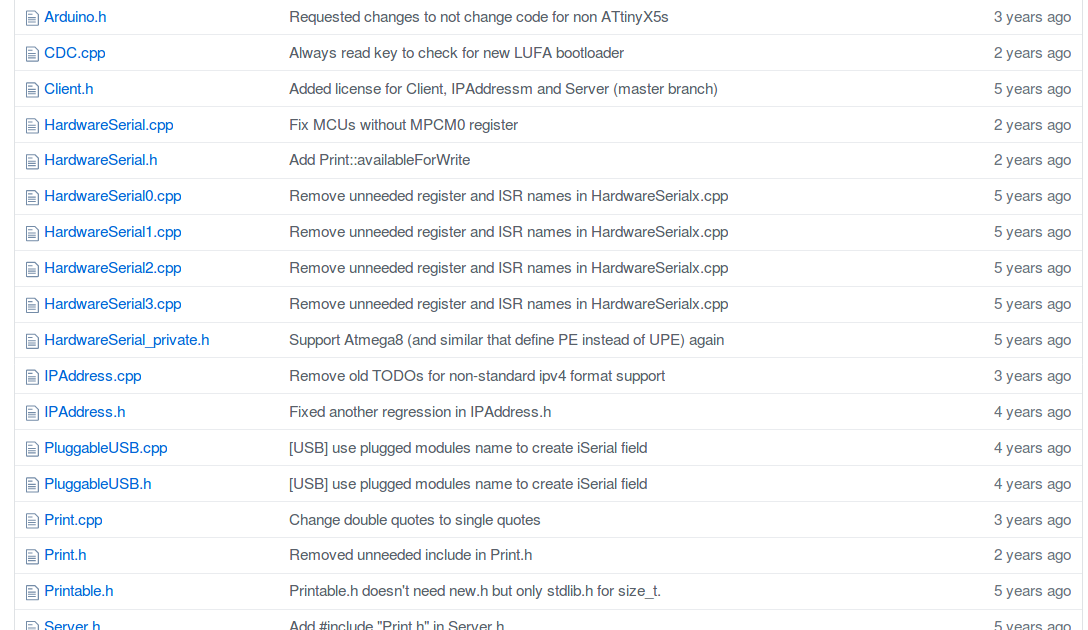 Arduino.h Requested changes to not change code for non ATtinyX5s 3 years ago
CDC.cpp Always read key to check for new LUFA bootloader 2 years ago
Client.h Added license for Client, IPAddressm and Server (master branch) 5 years ago
HardwareSerial.cpp Fix MCUs without MPCM0 register 2 years ago
HardwareSerial.h Add Print::availableForWrite 2 years ago
HardwareSerial0.cpp Remove unneeded register and ISR names in HardwareSerialx.cpp 5 years ago
HardwareSerial1.cpp Remove unneeded register and ISR names in HardwareSerialx.cpp 5 years ago
HardwareSerial2.cpp Remove unneeded register and ISR names in HardwareSerialx.cpp 5 years ago
HardwareSerial3.cpp Remove unneeded register and ISR names in HardwareSerialx.cpp 5 years ago
HardwareSerial_private.h Support Atmega8 (and similar that define PE instead of UPE) again 5 years ago
IPAddress.cpp Remove old TODOs for non-standard ipv4 format support 3 years ago
IPAddress.h Fixed another regression in IPAddress.h 4 years ago
PluggableUSB.cpp [USB] use plugged modules name to create iSerial field 4 years ago
PluggableUSB.h [USB] use plugged modules name to create iSerial field 4 years ago
Print.cpp Change double quotes to single quotes 3 years ago
Print.h Removed unneeded include in Print.h 2 years ago
Printable.h Printable.h doesn't need new.h but only stdlib.h for size_t. 5 years ago
Server.h Add #include "Print.h" in Server.h 5 years ago